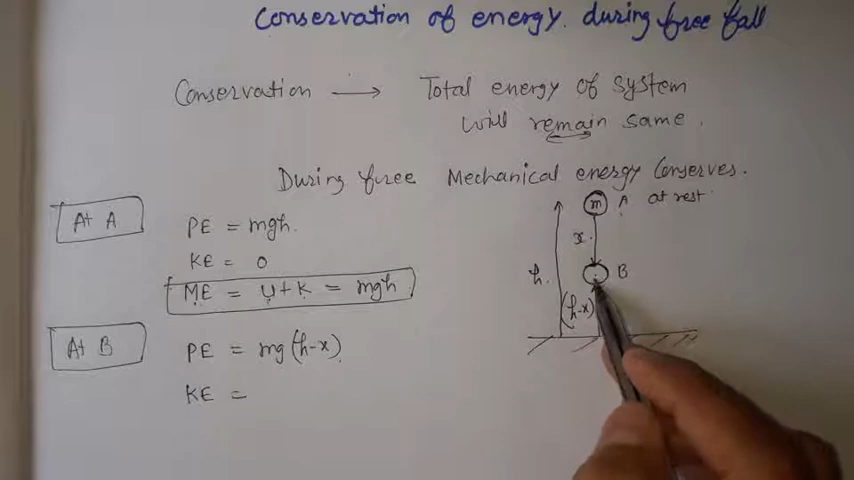 Conservation of energy. during free fall
Conservation → Total energy of system
will remain same.
During free Mechanical energy Conserves.
At A
PE = mgh.
KE = 0
ME = U+K = mgh
At B
PE = mg(h-x)
KE =
m A at rest
x
h. B
(h-x)